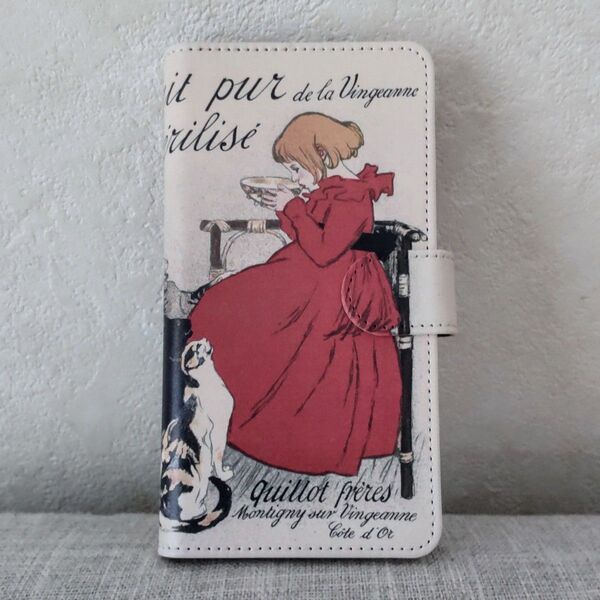 it pur de la Vingeanne
rilisé
Quillot frères
Montigny sur Vingeanne
Côte d'Or